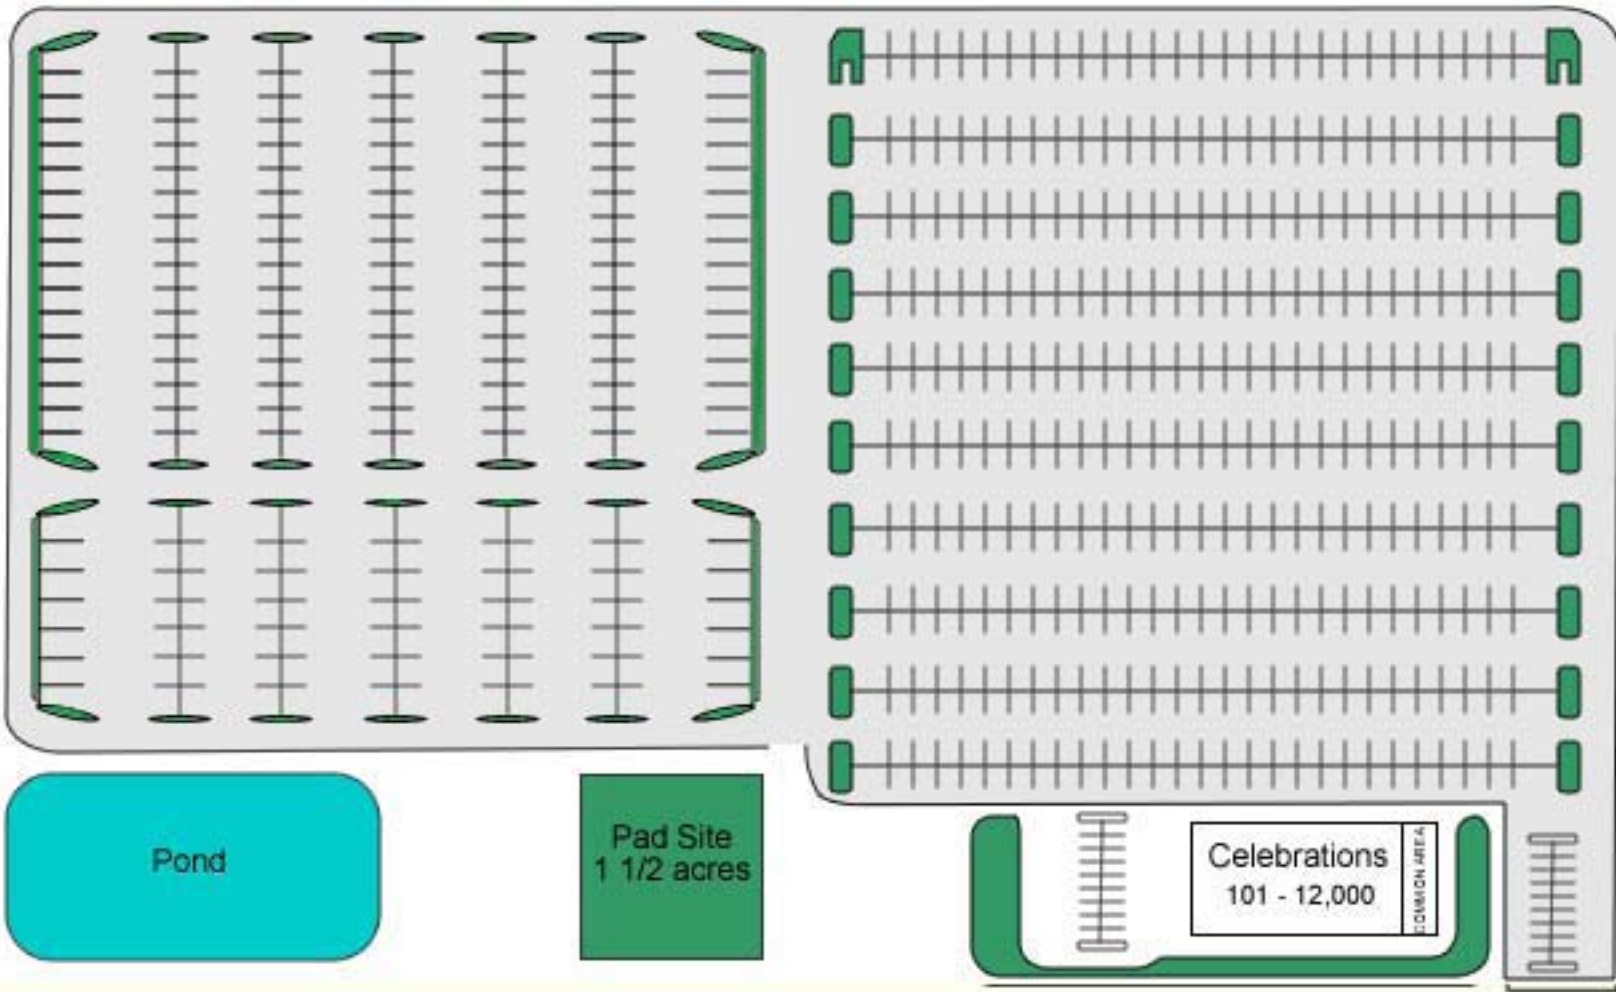 Pond
Pad Site
1 1/2 acres
Celebrations
101 - 12,000
COMMON AREA